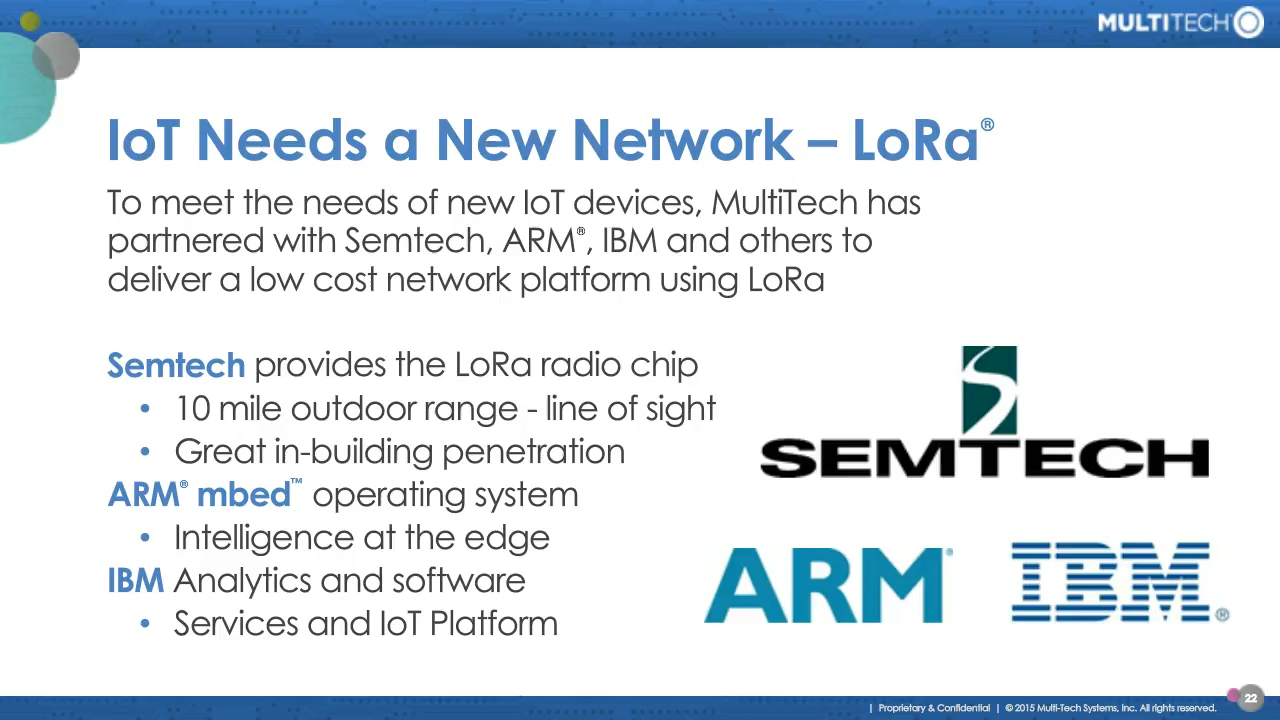 MULTITECH
IoT Needs a New Network – LoRa®
To meet the needs of new IoT devices, MultiTech has
partnered with Semtech, ARM®, IBM and others to
deliver a low cost network platform using LoRa
Semtech provides the LoRa radio chip
• 10 mile outdoor range - line of sight
• Great in-building penetration
ARM® mbed™ operating system
• Intelligence at the edge
IBM Analytics and software
• Services and IoT Platform
SEMTECH
ARM®
IBM®
| Proprietary & Confidential | © 2015 Multi-Tech Systems, Inc. All rights reserved.
22